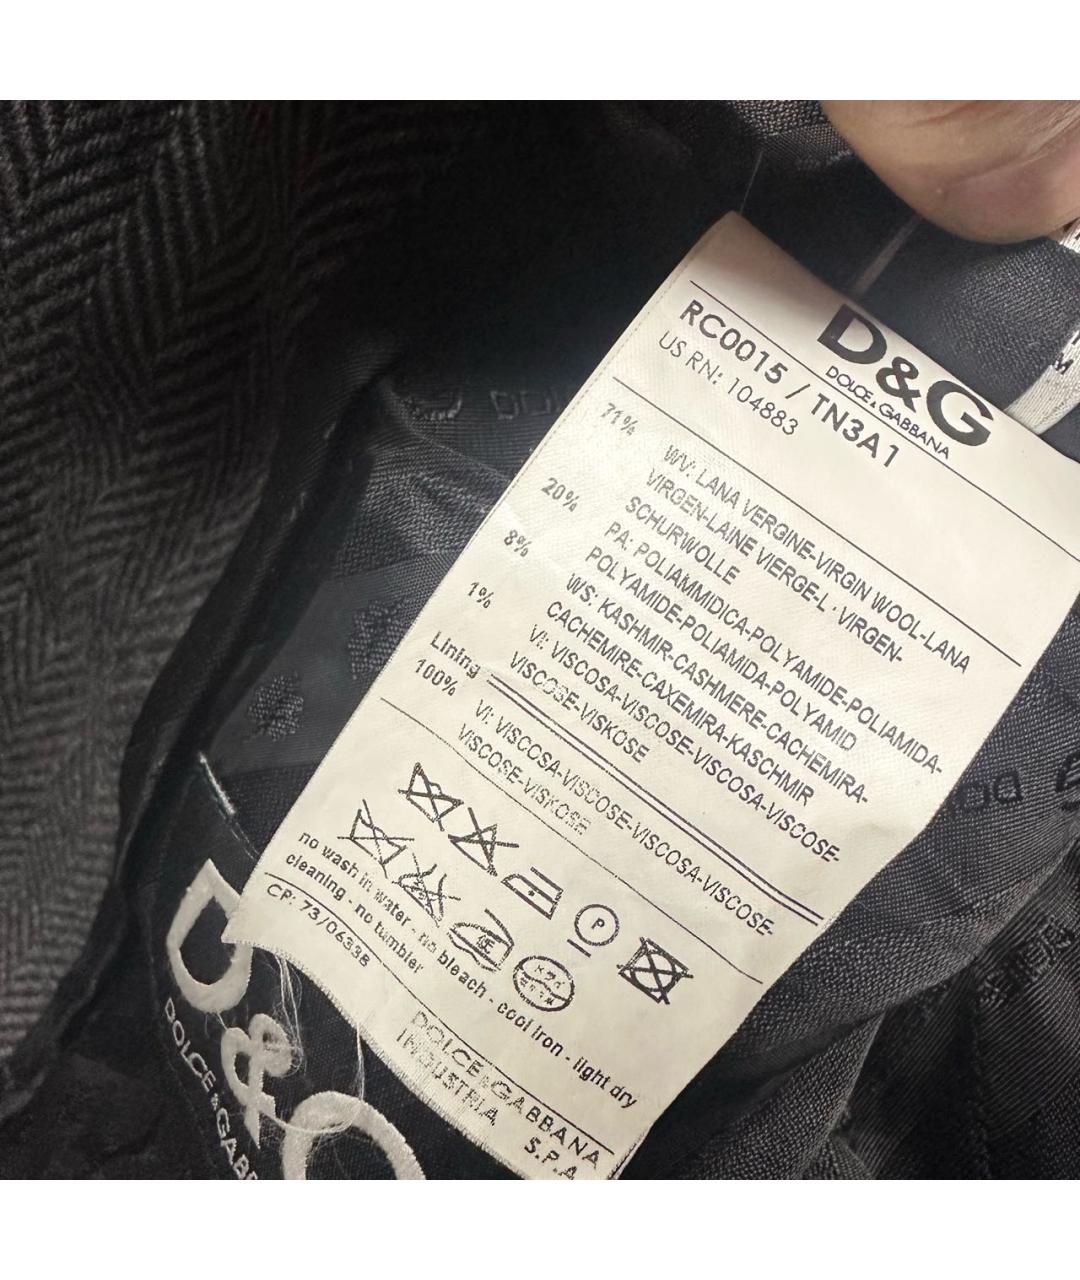 D&G
DOLCE & GABBANA
RC0015 / TN3A1
US RN: 104883
71% WV: LANA VERGINE-VIRGIN WOOL-LANA
VIRGEN-LAINE VIERGE-L·VIRGEN-
SCHURWOLLE
20% PA: POLIAMMIDICA-POLYAMIDE-POLIAMIDA-
POLYAMIDE-POLIAMIDA-POLYAMID
8% WS: KASHMIR-CASHMERE-CACHEMIRA-
CACHEMIRE-CAXEMIRA-KASCHMIR
1% VI: VISCOSA-VISCOSE-VISCOSA-VISCOSE-
VISCOSE-VISKOSE
Lining
100% VI: VISCOSA-VISCOSE-VISCOSA-VISCOSE-
VISCOSE-VISKOSE
P
no wash in water - no bleach - cool iron - light dry
cleaning - no tumbler
CP: 73/06338
DOLCE&GABBANA
INDUSTRIA S.P.A
D&G
DOLCE & GAB